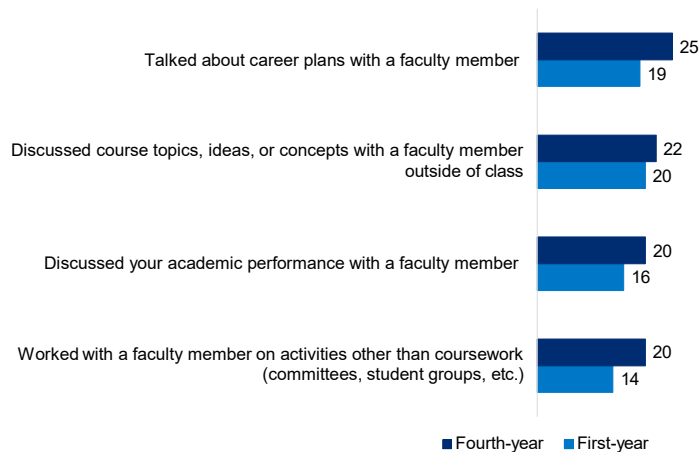 Talked about career plans with a faculty member
25
19
Discussed course topics, ideas, or concepts with a faculty member
outside of class
22
20
Discussed your academic performance with a faculty member
20
16
Worked with a faculty member on activities other than coursework
(committees, student groups, etc.)
20
14
Fourth-year First-year